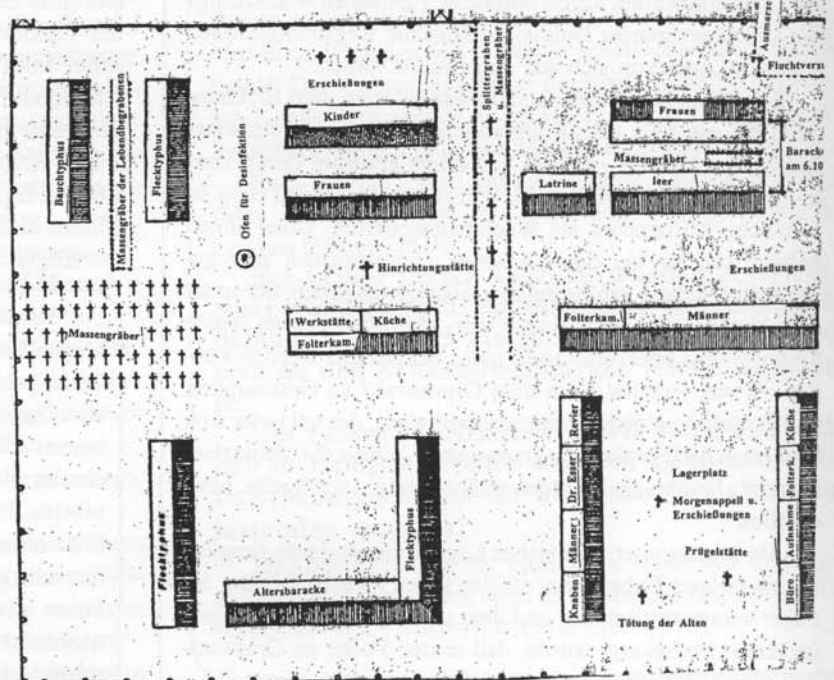 Erschießungen
Kinder
Frauen
Bauchtyphus
Massengräber der Lebendbegrabenen
Flecktyphus
Ofen für Desinfektion
Splittergraben
u. Massengräber
Frauen
Massengräber
Latrine
leer
am 6.10
Hinrichtungsstätte
Erschießungen
Massengräber
Werkstätte.
Küche
Folterkam.
Folterkam.
Männer
Flecktyphus
Flecktyphus
Altersbaracke
Revier
Dr. Esser
Männer
Knaben
Lagerplatz
Morgenappell u.
Erschießungen
Prügelstätte
Tötung der Alten
Küche
Folterk.
Aufnahme
Büro.